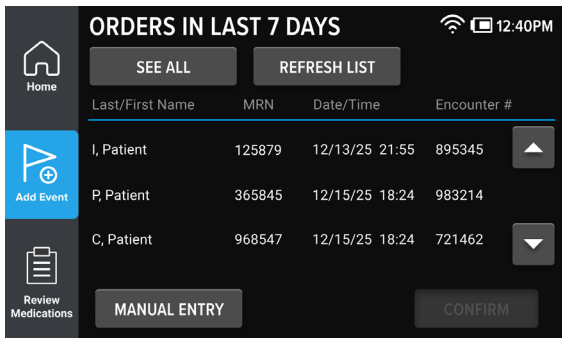 ORDERS IN LAST 7 DAYS
12:40PM
Home
SEE ALL
REFRESH LIST
Last/First Name MRN Date/Time Encounter #
I, Patient 125879 12/13/25 21:55 895345
Add Event
P, Patient 365845 12/15/25 18:24 983214
C, Patient 968547 12/15/25 18:24 721462
Review
Medications
MANUAL ENTRY
CONFIRM